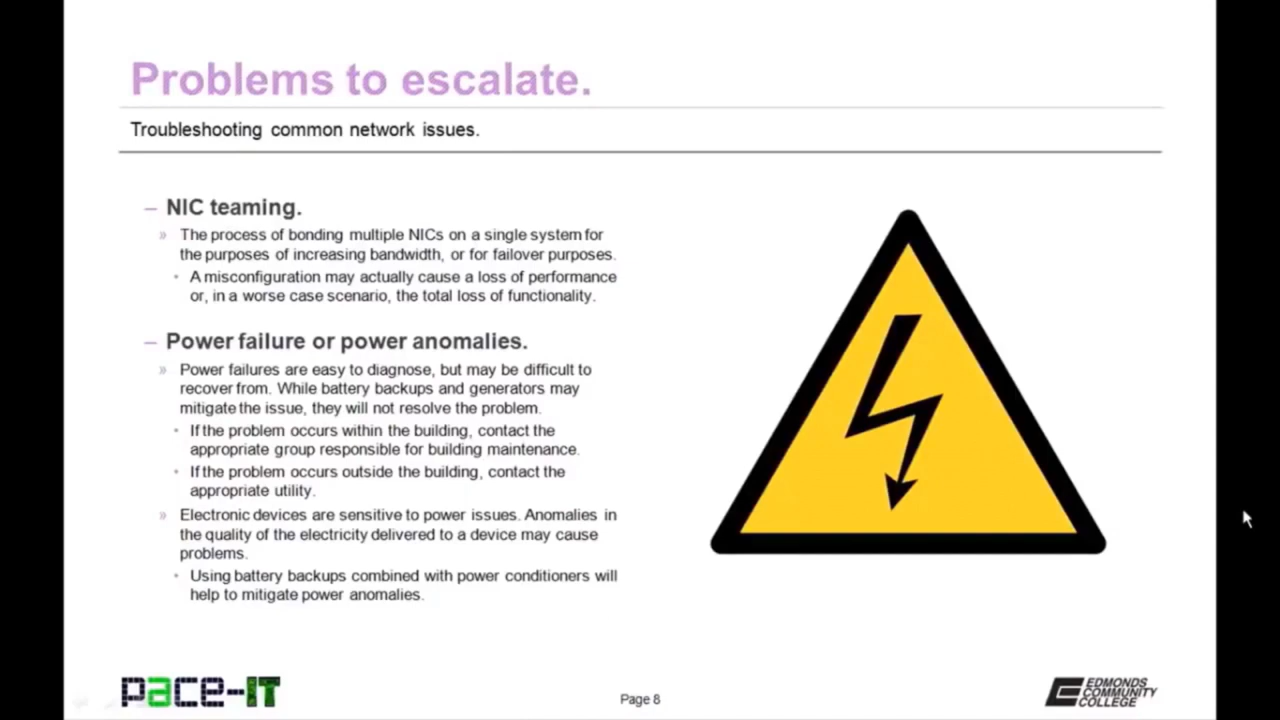 Problems to escalate.
Troubleshooting common network issues.
– NIC teaming.
» The process of bonding multiple NICs on a single system for
the purposes of increasing bandwidth, or for failover purposes.
• A misconfiguration may actually cause a loss of performance
or, in a worse case scenario, the total loss of functionality.
– Power failure or power anomalies.
» Power failures are easy to diagnose, but may be difficult to
recover from. While battery backups and generators may
mitigate the issue, they will not resolve the problem.
• If the problem occurs within the building, contact the
appropriate group responsible for building maintenance.
• If the problem occurs outside the building, contact the
appropriate utility.
» Electronic devices are sensitive to power issues. Anomalies in
the quality of the electricity delivered to a device may cause
problems.
• Using battery backups combined with power conditioners will
help to mitigate power anomalies.
pace-IT
Page 8
EDMONDS
COMMUNITY
COLLEGE